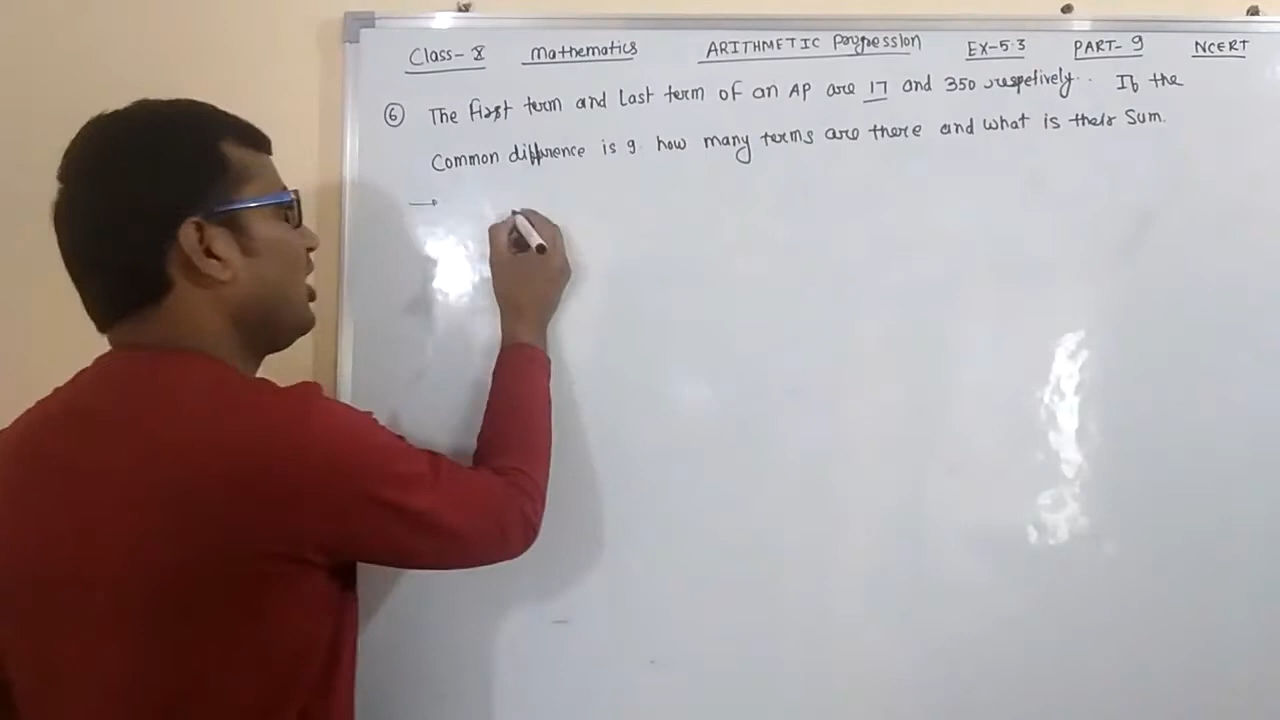 Class-X Mathematics ARITHMETIC Progression EX-5.3 PART-9 NCERT
⑥ The first term and Last term of an AP are 17 and 350 respetively. If the
Common difference is 9. how many terms are there and what is their Sum.